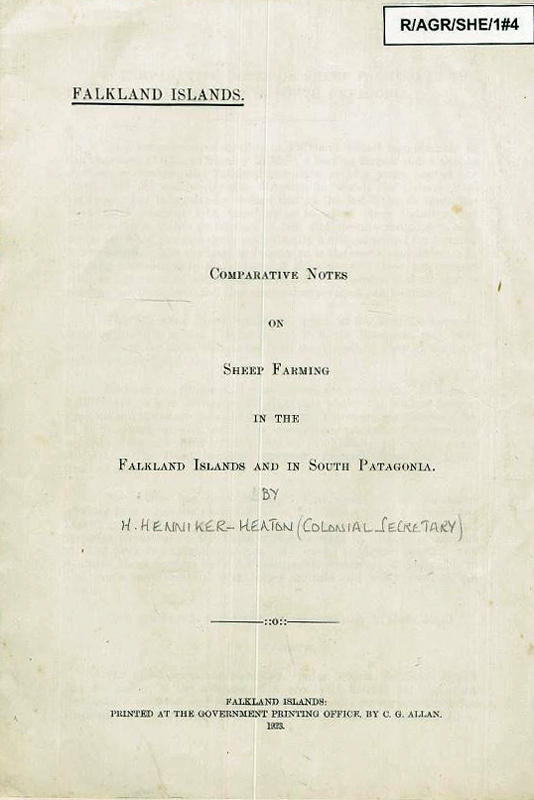 R/AGR/SHE/1#4
FALKLAND ISLANDS.
COMPARATIVE NOTES
ON
SHEEP FARMING
IN THE
FALKLAND ISLANDS AND IN SOUTH PATAGONIA.
BY
H. HENNIKER-HEATON (COLONIAL SECRETARY)
::o::
FALKLAND ISLANDS:
PRINTED AT THE GOVERNMENT PRINTING OFFICE, BY C. G. ALLAN.
1923.